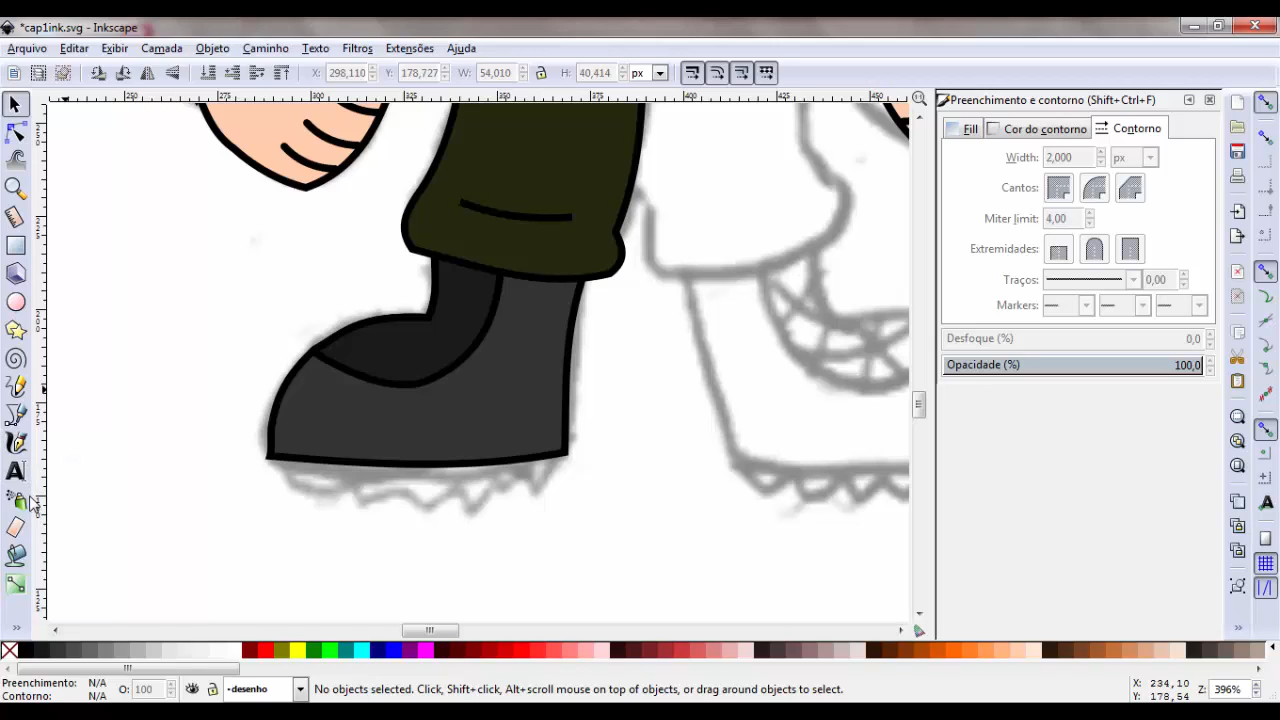 *cap1ink.svg - Inkscape
Arquivo Editar Exibir Camada Objeto Caminho Texto Filtros Extensões Ajuda
X: 298,110 Y: 178,727 W: 54,010 H: 40,414 px
250 275 300 325 350 375 400 425 450
Preenchimento e contorno (Shift+Ctrl+F)
Fill Cor do contorno Contorno
Width: 2,000 px
Cantos:
Miter limit: 4,00
Extremidades:
Traços: 0,00
Markers:
Desfoque (%) 0,0
Opacidade (%) 100,0
Preenchimento: N/A
Contorno: N/A
O: 100
desenho
No objects selected. Click, Shift+click, Alt+scroll mouse on top of objects, or drag around objects to select.
X: 234,10
Y: 178,54
Z: 396%